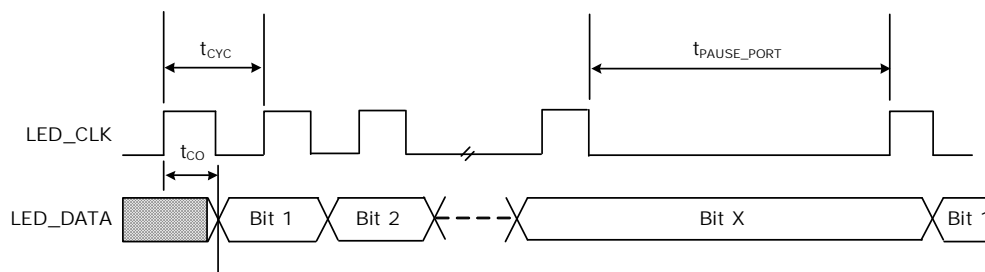 tCYC
tPAUSE_PORT
LED_CLK
tCO
LED_DATA
Bit 1
Bit 2
Bit X
Bit 1